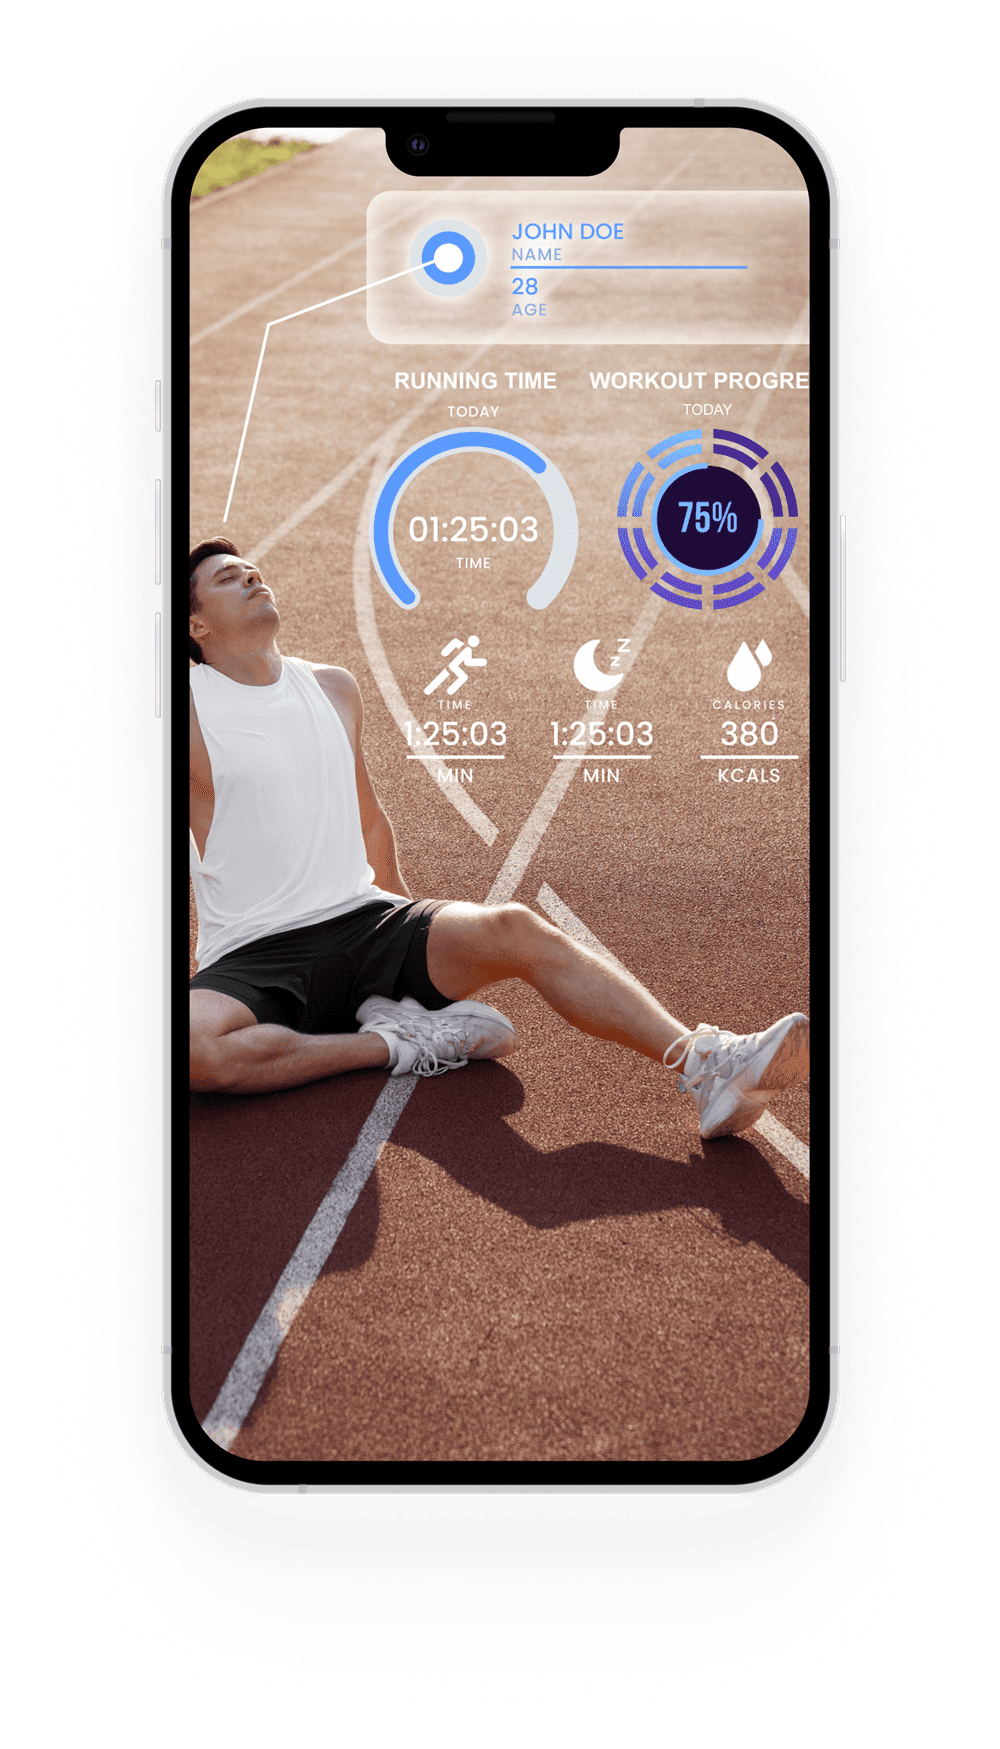 JOHN DOE
NAME
28
AGE
RUNNING TIME
WORKOUT PROGRE
TODAY
TODAY
01:25:03
TIME
75%
z
z
TIME
TIME
CALORIES
1:25:03
1:25:03
380
MIN
MIN
KCALS